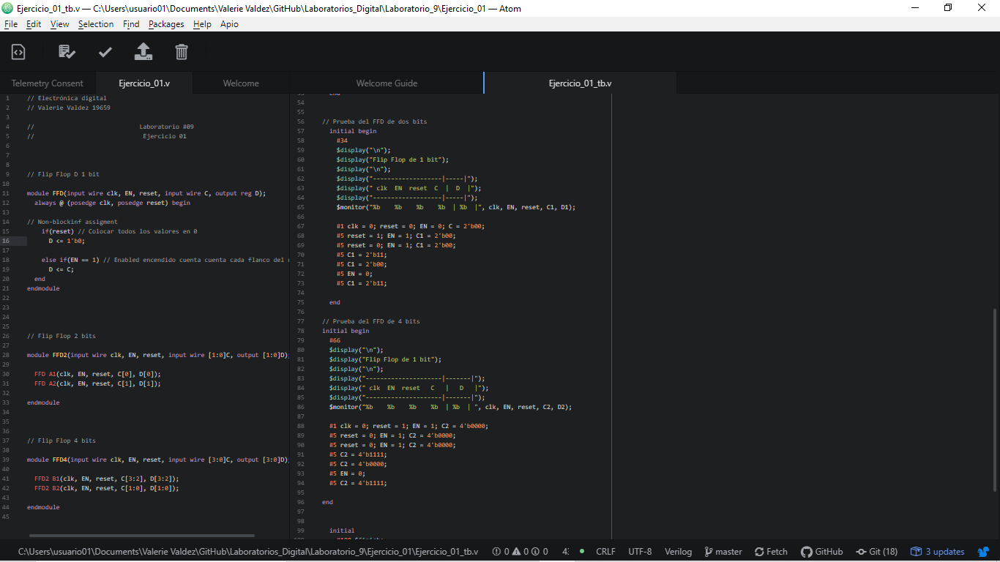 Ejercicio_01_tb.v — C:\Users\usuario01\Documents\Valerie Valdez\GitHub\Laboratorios_Digital\Laboratorio_9\Ejercicio_01 — Atom
File Edit View Selection Find Packages Help Apio
Telemetry Consent Ejercicio_01.v Welcome Welcome Guide Ejercicio_01_tb.v
1 // Electrónica digital
2 // Valerie Valdez 19659
3
4 // Laboratorio #09
5 // Ejercicio 01
6
7
8
9 // Flip Flop D 1 bit
10
11 module FFD(input wire clk, EN, reset, input wire C, output reg D);
12 always @ (posedge clk, posedge reset) begin
13
14 // Non-blockinf assigment
15 if(reset) // Colocar todos los valores en 0
16 D <= 1'b0;
17
18 else if(EN == 1) // Enabled encendido cuenta cuenta cada flanco del
19 D <= C;
20 end
21 endmodule
22
23
24
25
26 // Flip Flop 2 bits
27
28 module FFD2(input wire clk, EN, reset, input wire [1:0]C, output [1:0]D)
29
30 FFD A1(clk, EN, reset, C[0], D[0]);
31 FFD A2(clk, EN, reset, C[1], D[1]);
32
33 endmodule
34
35
36
37 // Flip Flop 4 bits
38
39 module FFD4(input wire clk, EN, reset, input wire [3:0]C, output [3:0]D)
40
41 FFD2 B1(clk, EN, reset, C[3:2], D[3:2]);
42 FFD2 B2(clk, EN, reset, C[1:0], D[1:0]);
43
44 endmodule
45
53 end
54
55
56 // Prueba del FFD de dos bits
57 initial begin
58 #34
59 $display("\n");
60 $display("Flip Flop de 1 bit");
61 $display("\n");
62 $display("-------------------|-----|");
63 $display(" clk EN reset C | D |");
64 $display("-------------------|-----|");
65 $monitor("%b %b %b %b | %b |", clk, EN, reset, C1, D1);
66
67 #1 clk = 0; reset = 0; EN = 0; C = 2'b00;
68 #5 reset = 1; EN = 1; C1 = 2'b00;
69 #5 reset = 0; EN = 1; C1 = 2'b00;
70 #5 C1 = 2'b11;
71 #5 C1 = 2'b00;
72 #5 EN = 0;
73 #5 C1 = 2'b11;
74
75 end
76
77 // Prueba del FFD de 4 bits
78 initial begin
79 #66
80 $display("\n");
81 $display("Flip Flop de 1 bit");
82 $display("\n");
83 $display("---------------------|-------|");
84 $display(" clk EN reset C | D |");
85 $display("---------------------|-------|");
86 $monitor("%b %b %b %b | %b | ", clk, EN, reset, C2, D2);
87
88 #1 clk = 0; reset = 1; EN = 1; C2 = 4'b0000;
89 #5 reset = 0; EN = 1; C2 = 4'b0000;
90 #5 reset = 0; EN = 1; C2 = 4'b0000;
91 #5 C2 = 4'b1111;
92 #5 C2 = 4'b0000;
93 #5 EN = 0;
94 #5 C2 = 4'b1111;
95
96 end
97
98
99 initial
C:\Users\usuario01\Documents\Valerie Valdez\GitHub\Laboratorios_Digital\Laboratorio_9\Ejercicio_01\Ejercicio_01_tb.v 0 0 0 4: CRLF UTF-8 Verilog master Fetch GitHub Git (18) 3 updates